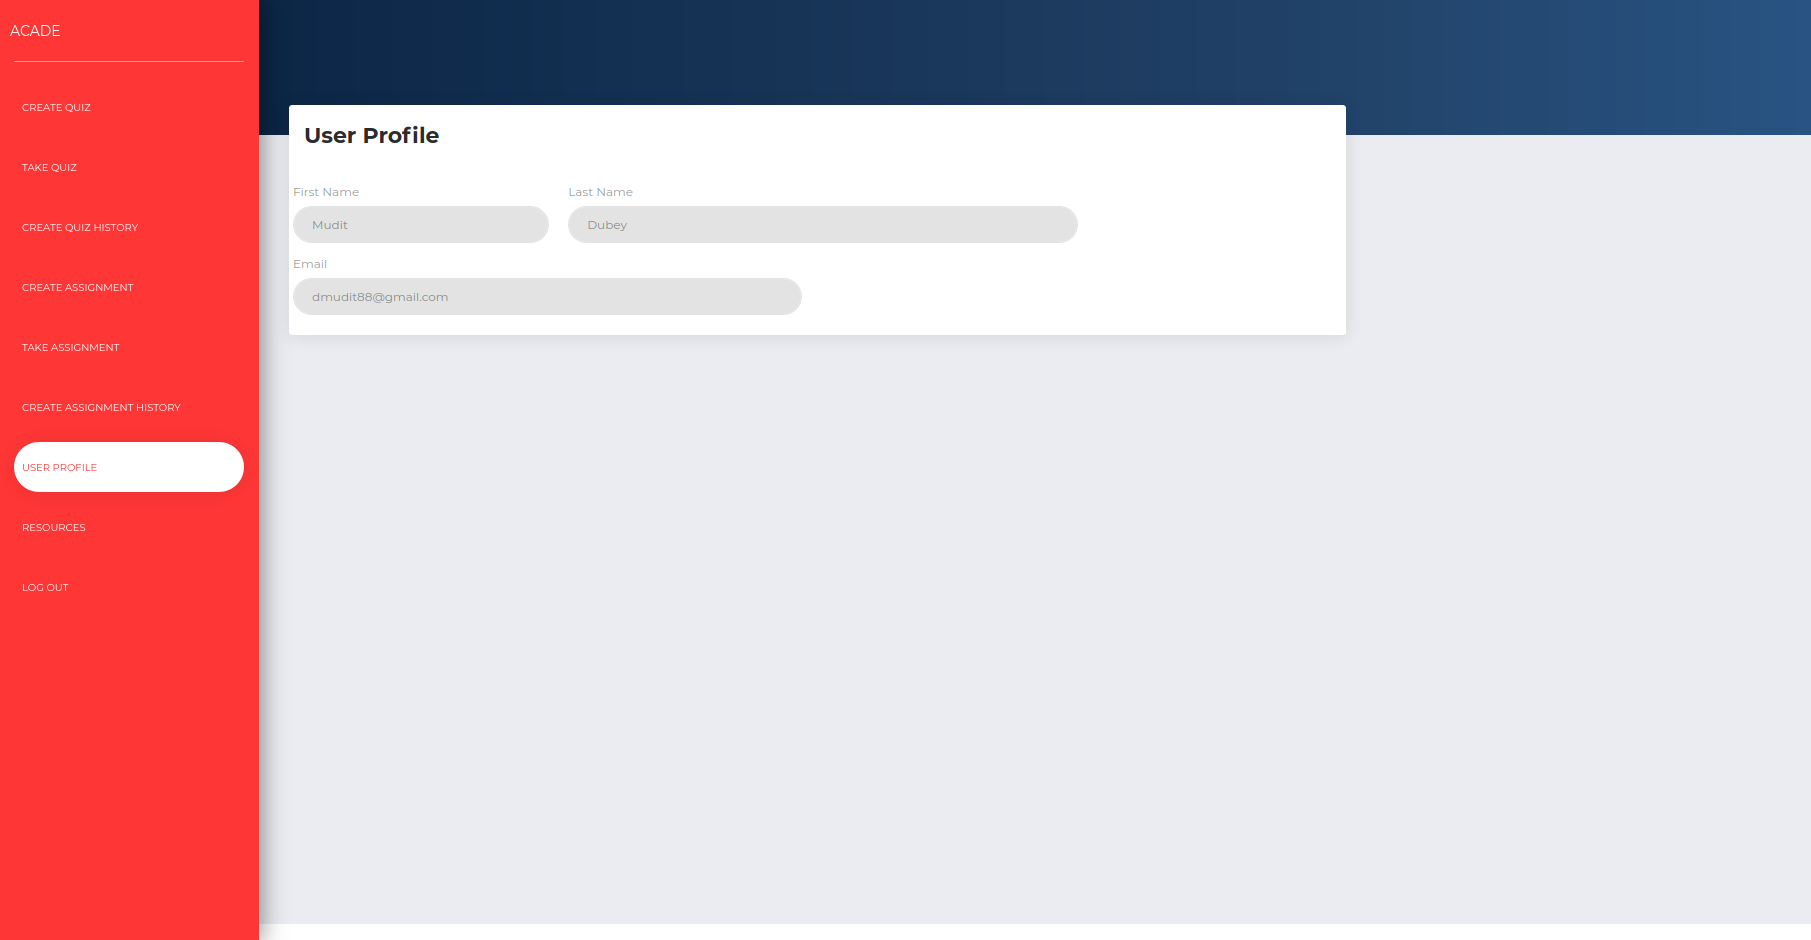 ACADE
CREATE QUIZ
TAKE QUIZ
CREATE QUIZ HISTORY
CREATE ASSIGNMENT
TAKE ASSIGNMENT
CREATE ASSIGNMENT HISTORY
USER PROFILE
RESOURCES
LOG OUT
User Profile
First Name Last Name
Mudit Dubey
Email
dmudit88@gmail.com